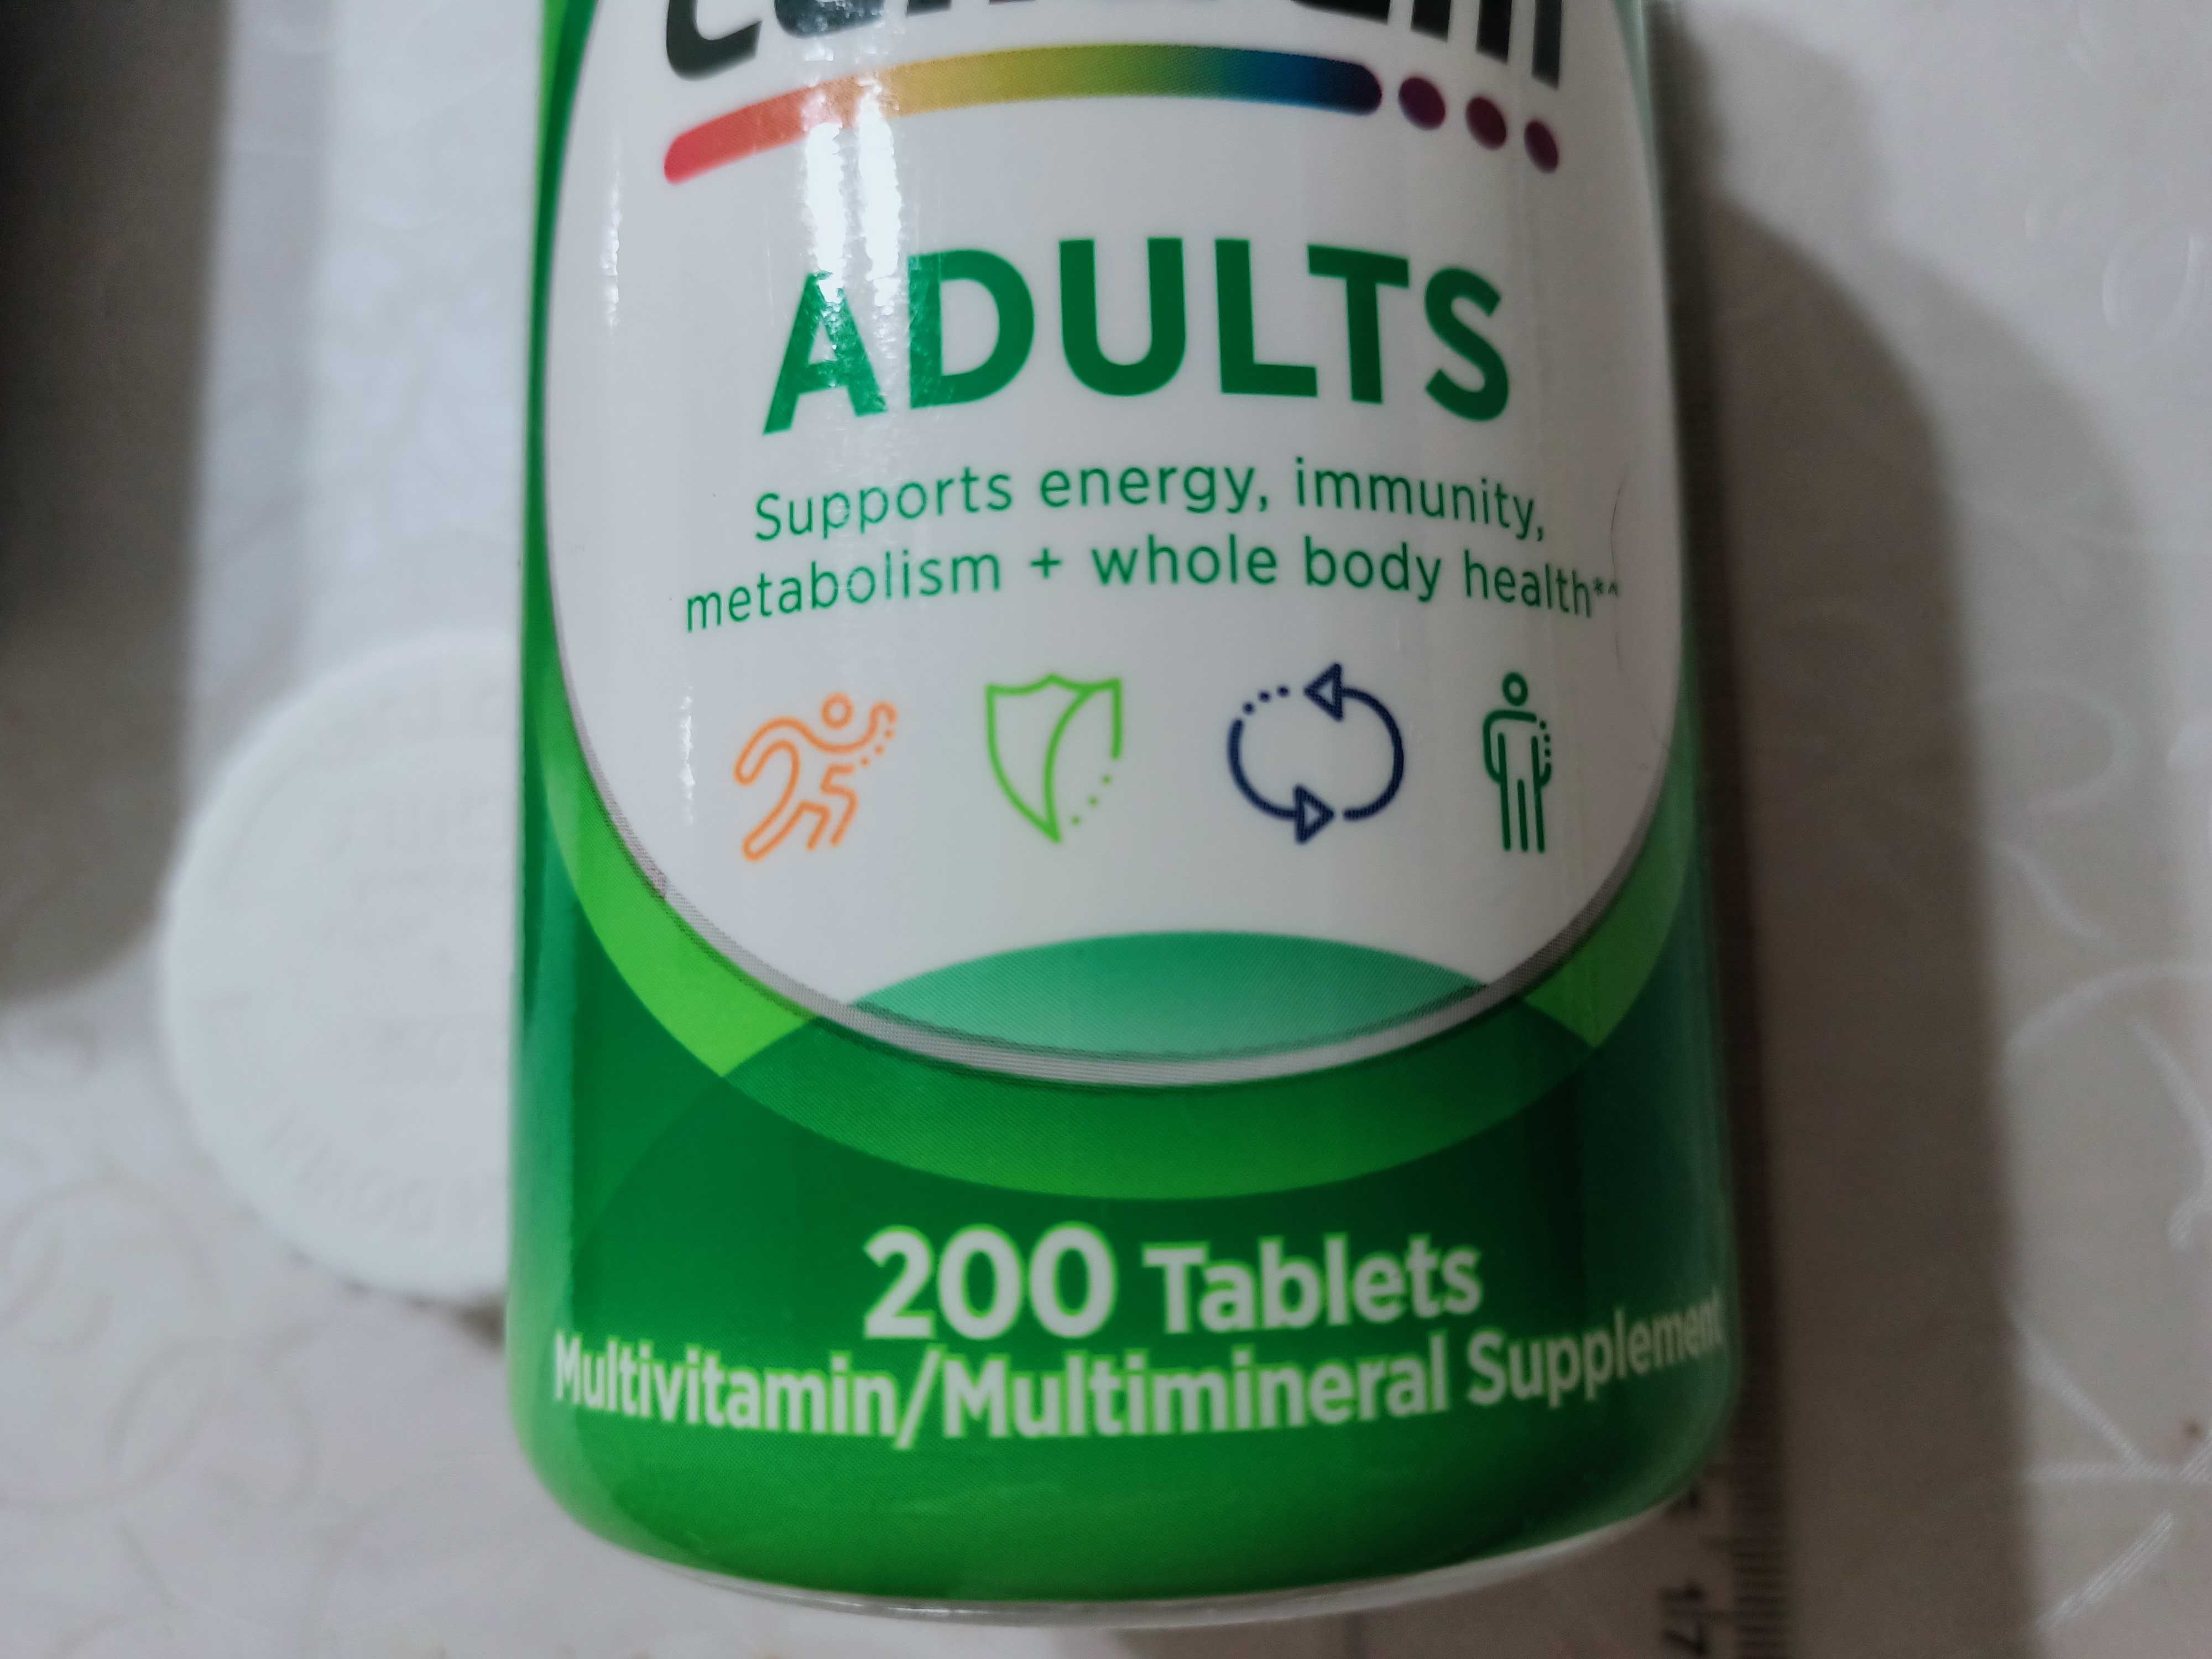 ADULTS
Supports energy, immunity,
metabolism + whole body health*^
200 Tablets
Multivitamin/Multimineral Supplement